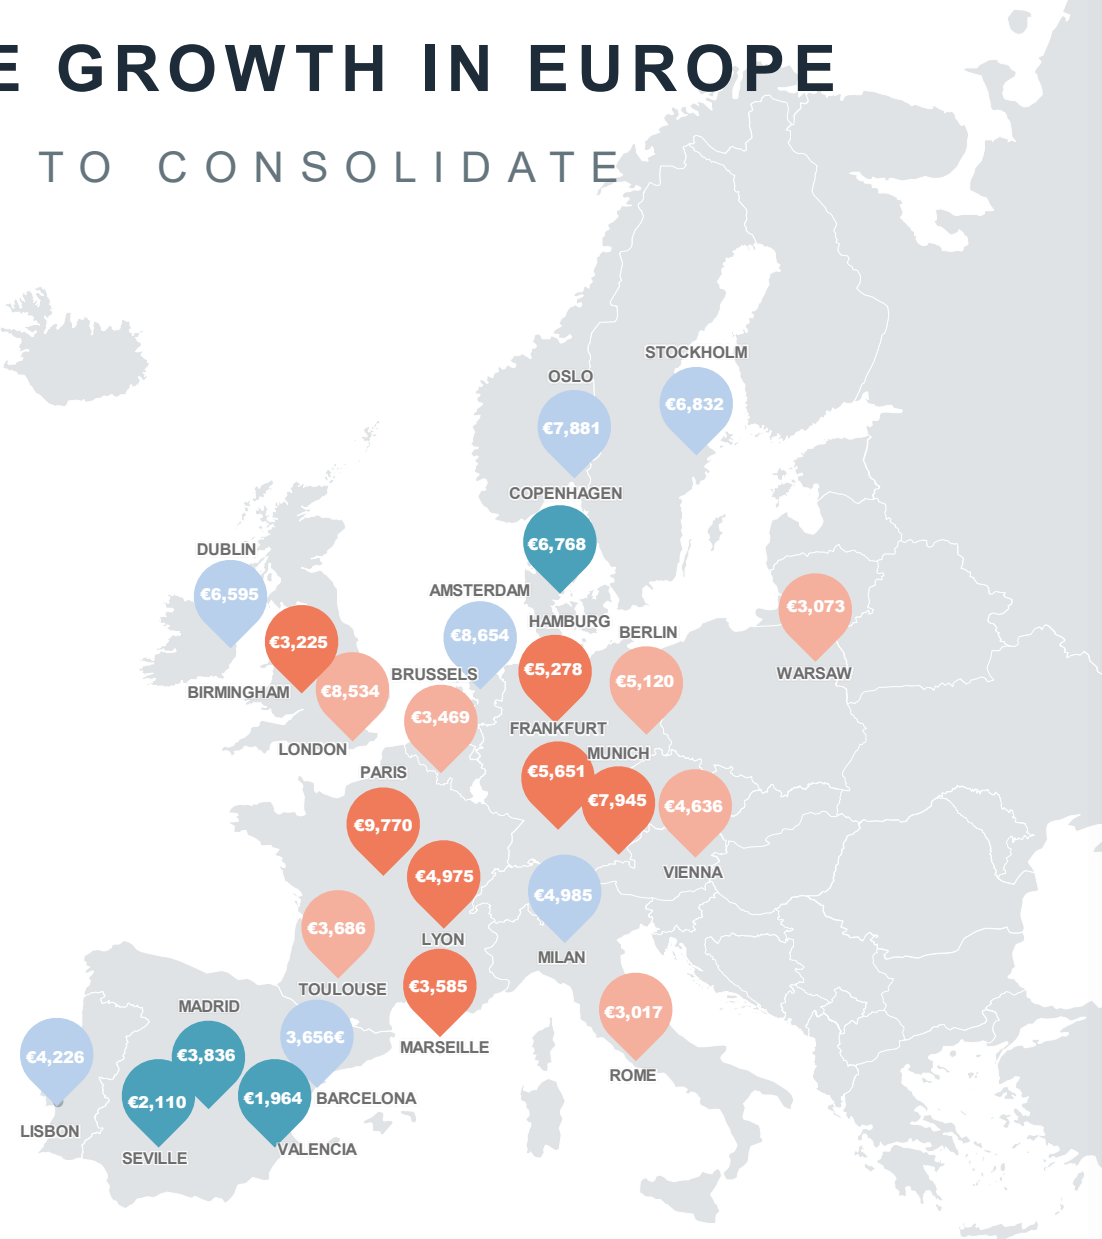 E GROWTH IN EUROPE
TO CONSOLIDATE
STOCKHOLM
€6,832
OSLO
€7,881
COPENHAGEN
€6,768
DUBLIN
€6,595
AMSTERDAM
€8,654
HAMBURG
€5,278
BERLIN
€5,120
€3,073
WARSAW
€3,225
BIRMINGHAM
€8,534
LONDON
BRUSSELS
€3,469
FRANKFURT
€5,651
MUNICH
€7,945
€4,636
VIENNA
PARIS
€9,770
€4,975
LYON
€4,985
MILAN
€3,686
TOULOUSE
€3,585
MARSEILLE
€3,017
ROME
MADRID
€3,836
3,656€
BARCELONA
€4,226
LISBON
€2,110
SEVILLE
€1,964
VALENCIA